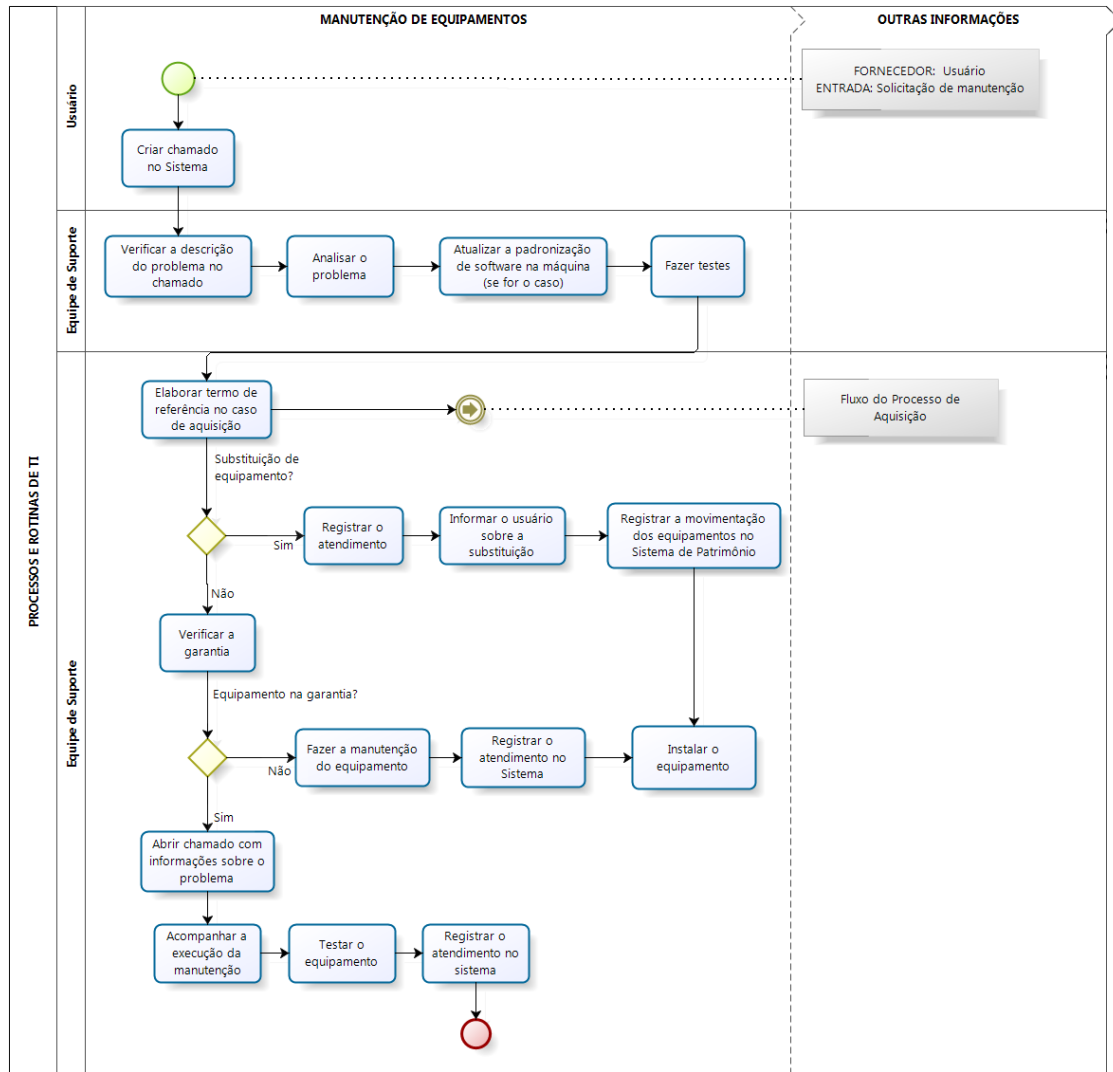 MANUTENÇÃO DE EQUIPAMENTOS
OUTRAS INFORMAÇÕES
PROCESSOS E ROTINAS DE TI
Usuário
FORNECEDOR: Usuário
ENTRADA: Solicitação de manutenção
Criar chamado
no Sistema
Equipe de Suporte
Verificar a descrição
do problema no
chamado
Analisar o
problema
Atualizar a padronização
de software na máquina
(se for o caso)
Fazer testes
Equipe de Suporte
Elaborar termo de
referência no caso
de aquisição
Fluxo do Processo de
Aquisição
Substituição de
equipamento?
Sim
Registrar o
atendimento
Informar o usuário
sobre a
substituição
Registrar a movimentação
dos equipamentos no
Sistema de Patrimônio
Não
Verificar a
garantia
Equipamento na garantia?
Não
Fazer a manutenção
do equipamento
Registrar o
atendimento no
Sistema
Instalar o
equipamento
Sim
Abrir chamado com
informações sobre o
problema
Acompanhar a
execução da
manutenção
Testar o
equipamento
Registrar o
atendimento no
sistema